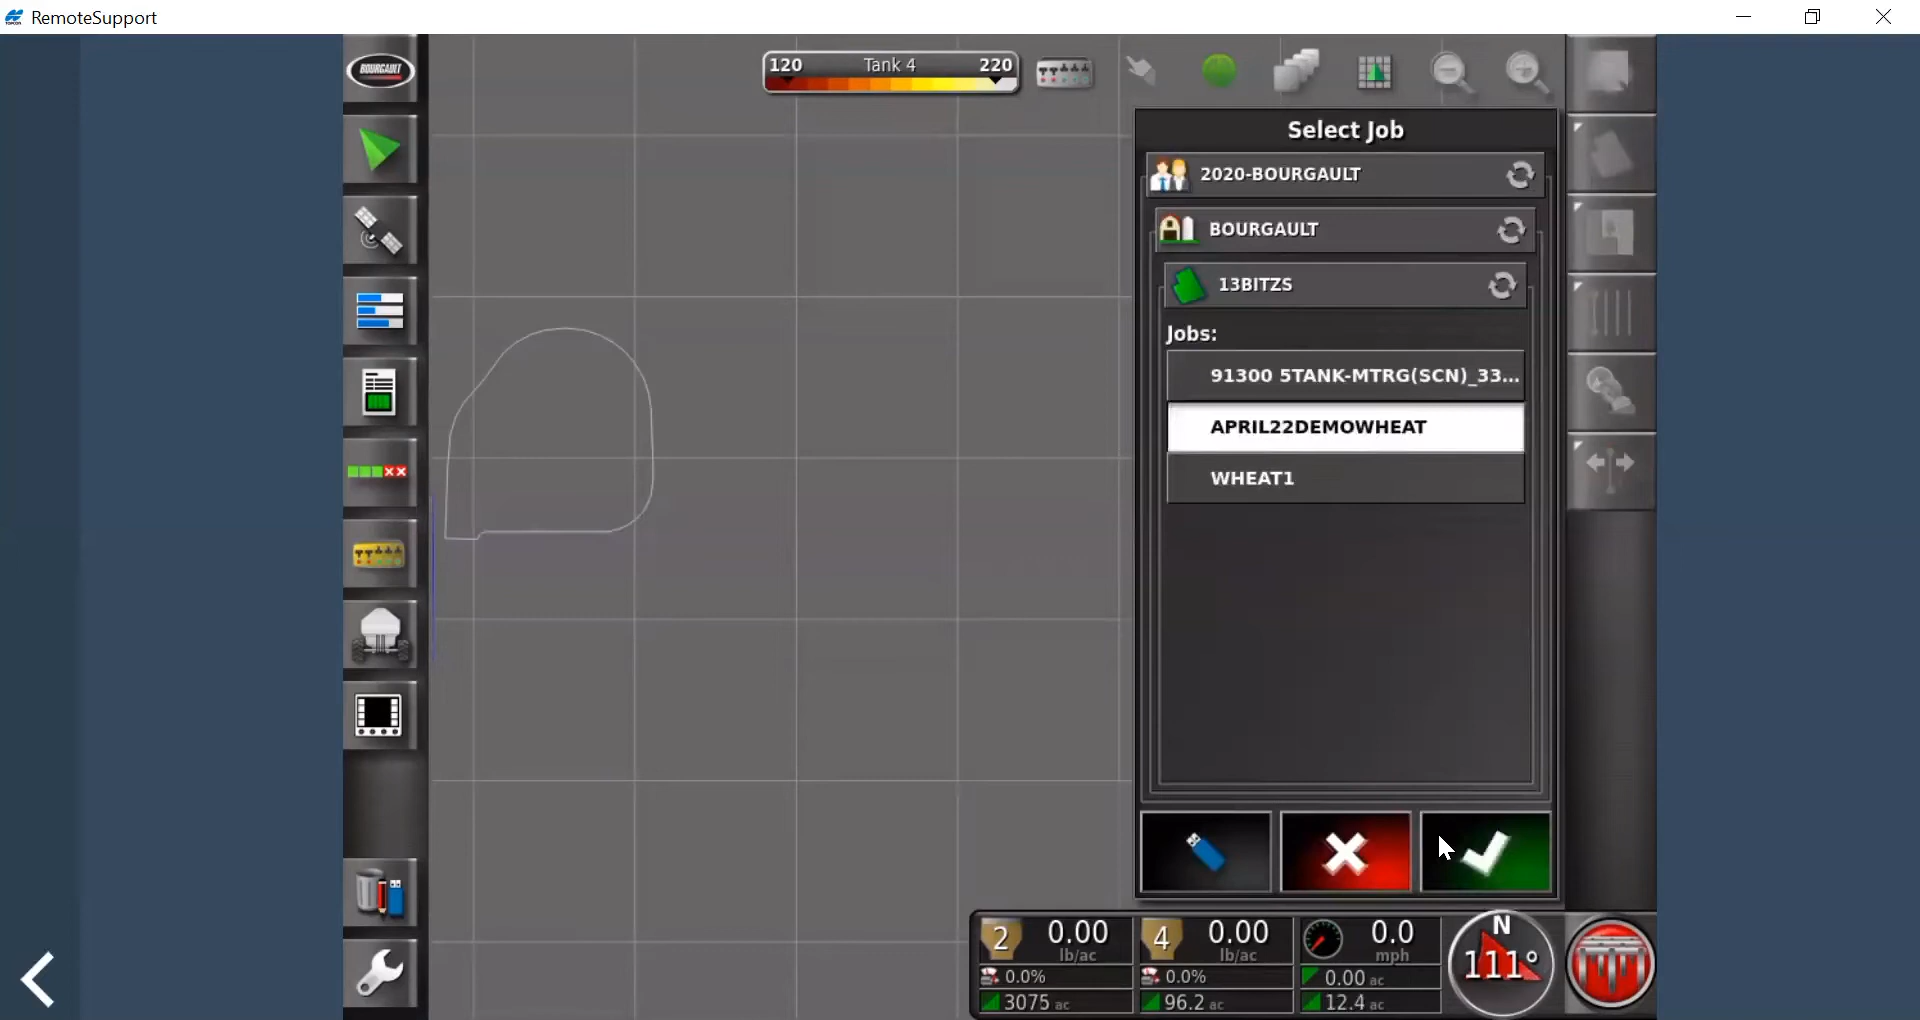 RemoteSupport
BOURGAULT
120 Tank 4 220
Select Job
2020-BOURGAULT
BOURGAULT
13BITZS
Jobs:
91300 5TANK-MTRG(SCN)_33...
APRIL22DEMOWHEAT
WHEAT1
2 0.00 lb/ac
0.0%
3075 ac
4 0.00 lb/ac
0.0%
96.2 ac
0.0 mph
0.00 ac
12.4 ac
N
111°